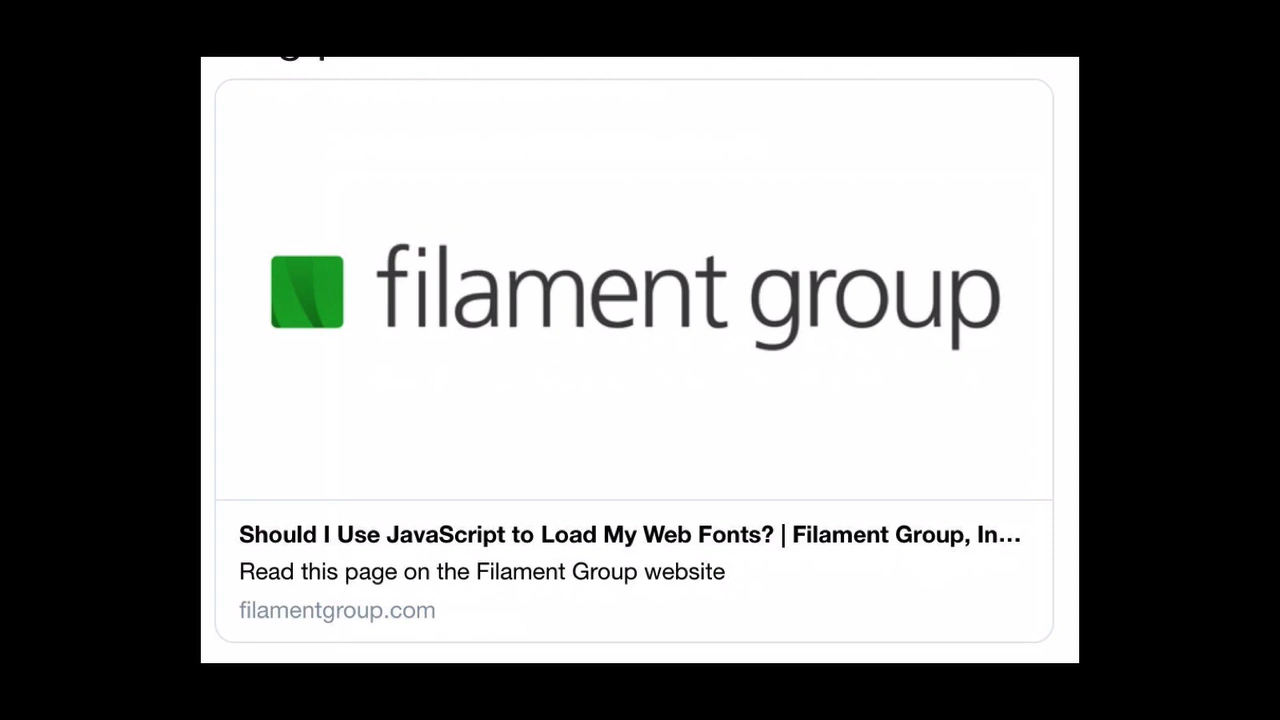 filament group
Should I Use JavaScript to Load My Web Fonts? | Filament Group, In...
Read this page on the Filament Group website
filamentgroup.com